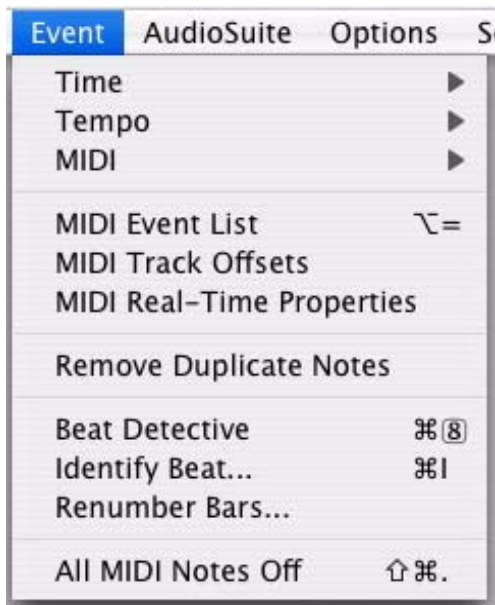 Event AudioSuite Options S
Time ▶
Tempo ▶
MIDI ▶
MIDI Event List ⌥=
MIDI Track Offsets
MIDI Real-Time Properties
Remove Duplicate Notes
Beat Detective ⌘8
Identify Beat... ⌘I
Renumber Bars...
All MIDI Notes Off ⇧⌘.